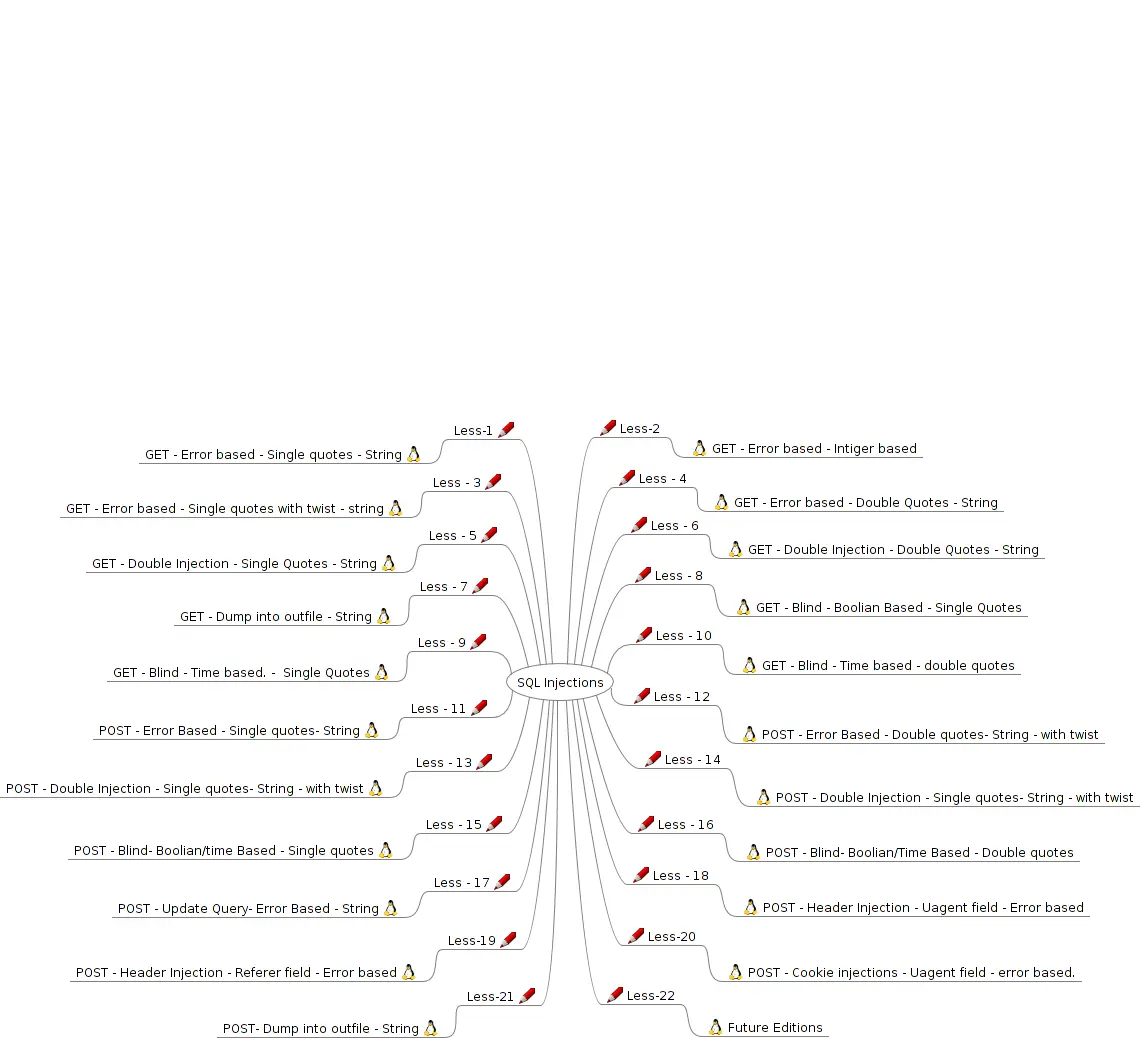 Less-1
GET - Error based - Single quotes - String
Less - 3
GET - Error based - Single quotes with twist - string
Less - 5
GET - Double Injection - Single Quotes - String
Less - 7
GET - Dump into outfile - String
Less - 9
GET - Blind - Time based. -  Single Quotes
Less - 11
POST - Error Based - Single quotes- String
Less - 13
POST - Double Injection - Single quotes- String - with twist
Less - 15
POST - Blind- Boolian/time Based - Single quotes
Less - 17
POST - Update Query- Error Based - String
Less-19
POST - Header Injection - Referer field - Error based
Less-21
POST- Dump into outfile - String
SQL Injections
Less-2
GET - Error based - Intiger based
Less - 4
GET - Error based - Double Quotes - String
Less - 6
GET - Double Injection - Double Quotes - String
Less - 8
GET - Blind - Boolian Based - Single Quotes
Less - 10
GET - Blind - Time based - double quotes
Less - 12
POST - Error Based - Double quotes- String - with twist
Less - 14
POST - Double Injection - Single quotes- String - with twist
Less - 16
POST - Blind- Boolian/Time Based - Double quotes
Less - 18
POST - Header Injection - Uagent field - Error based
Less-20
POST - Cookie injections - Uagent field - error based.
Less-22
Future Editions